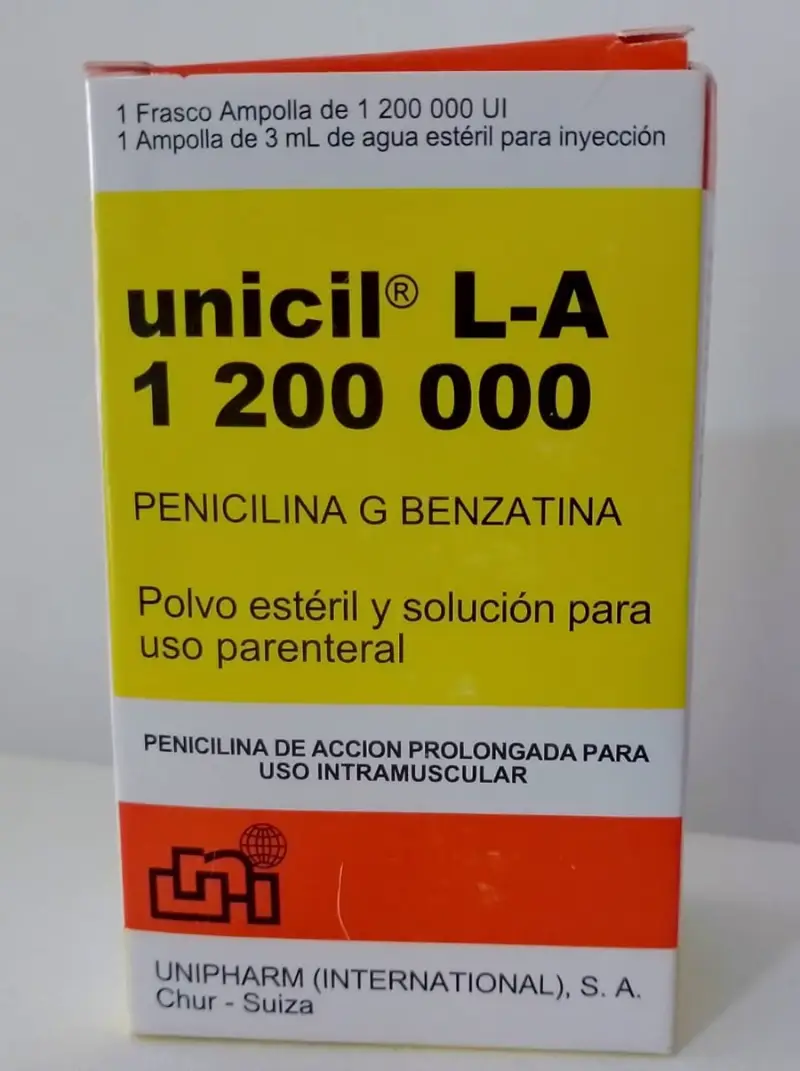 1 Frasco Ampolla de 1 200 000 UI
1 Ampolla de 3 mL de agua estéril para inyección
unicil® L-A
1 200 000
PENICILINA G BENZATINA
Polvo estéril y solución para
uso parenteral
PENICILINA DE ACCION PROLONGADA PARA
USO INTRAMUSCULAR
uni
UNIPHARM (INTERNATIONAL), S. A.
Chur - Suiza